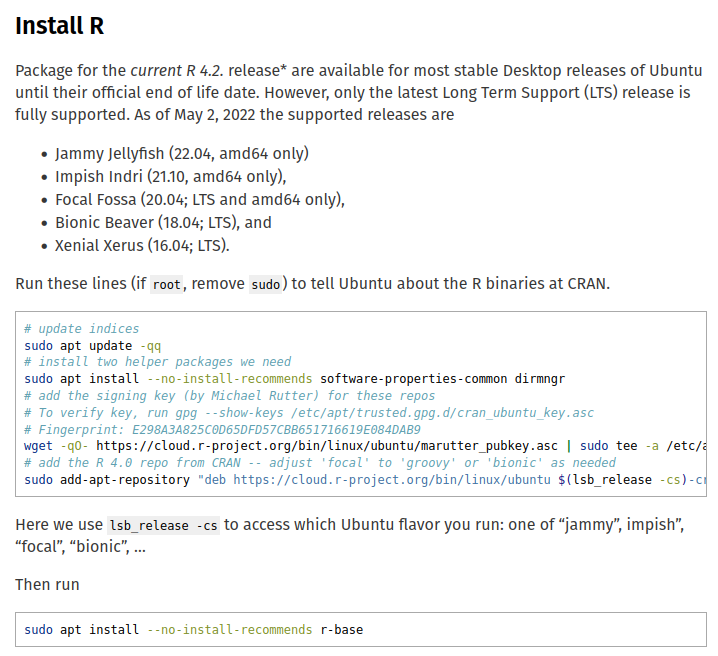 Install R
Package for the current R 4.2. release* are available for most stable Desktop releases of Ubuntu
until their official end of life date. However, only the latest Long Term Support (LTS) release is
fully supported. As of May 2, 2022 the supported releases are
• Jammy Jellyfish (22.04, amd64 only)
• Impish Indri (21.10, amd64 only),
• Focal Fossa (20.04; LTS and amd64 only),
• Bionic Beaver (18.04; LTS), and
• Xenial Xerus (16.04; LTS).
Run these lines (if root, remove sudo) to tell Ubuntu about the R binaries at CRAN.
# update indices
sudo apt update -qq
# install two helper packages we need
sudo apt install --no-install-recommends software-properties-common dirmngr
# add the signing key (by Michael Rutter) for these repos
# To verify key, run gpg --show-keys /etc/apt/trusted.gpg.d/cran_ubuntu_key.asc
# Fingerprint: E298A3A825C0D65DFD57CBB651716619E084DAB9
wget -qO- https://cloud.r-project.org/bin/linux/ubuntu/marutter_pubkey.asc | sudo tee -a /etc/a
# add the R 4.0 repo from CRAN -- adjust 'focal' to 'groovy' or 'bionic' as needed
sudo add-apt-repository "deb https://cloud.r-project.org/bin/linux/ubuntu $(lsb_release -cs)-cr
Here we use lsb_release -cs to access which Ubuntu flavor you run: one of “jammy”, impish”,
“focal”, “bionic”, …
Then run
sudo apt install --no-install-recommends r-base